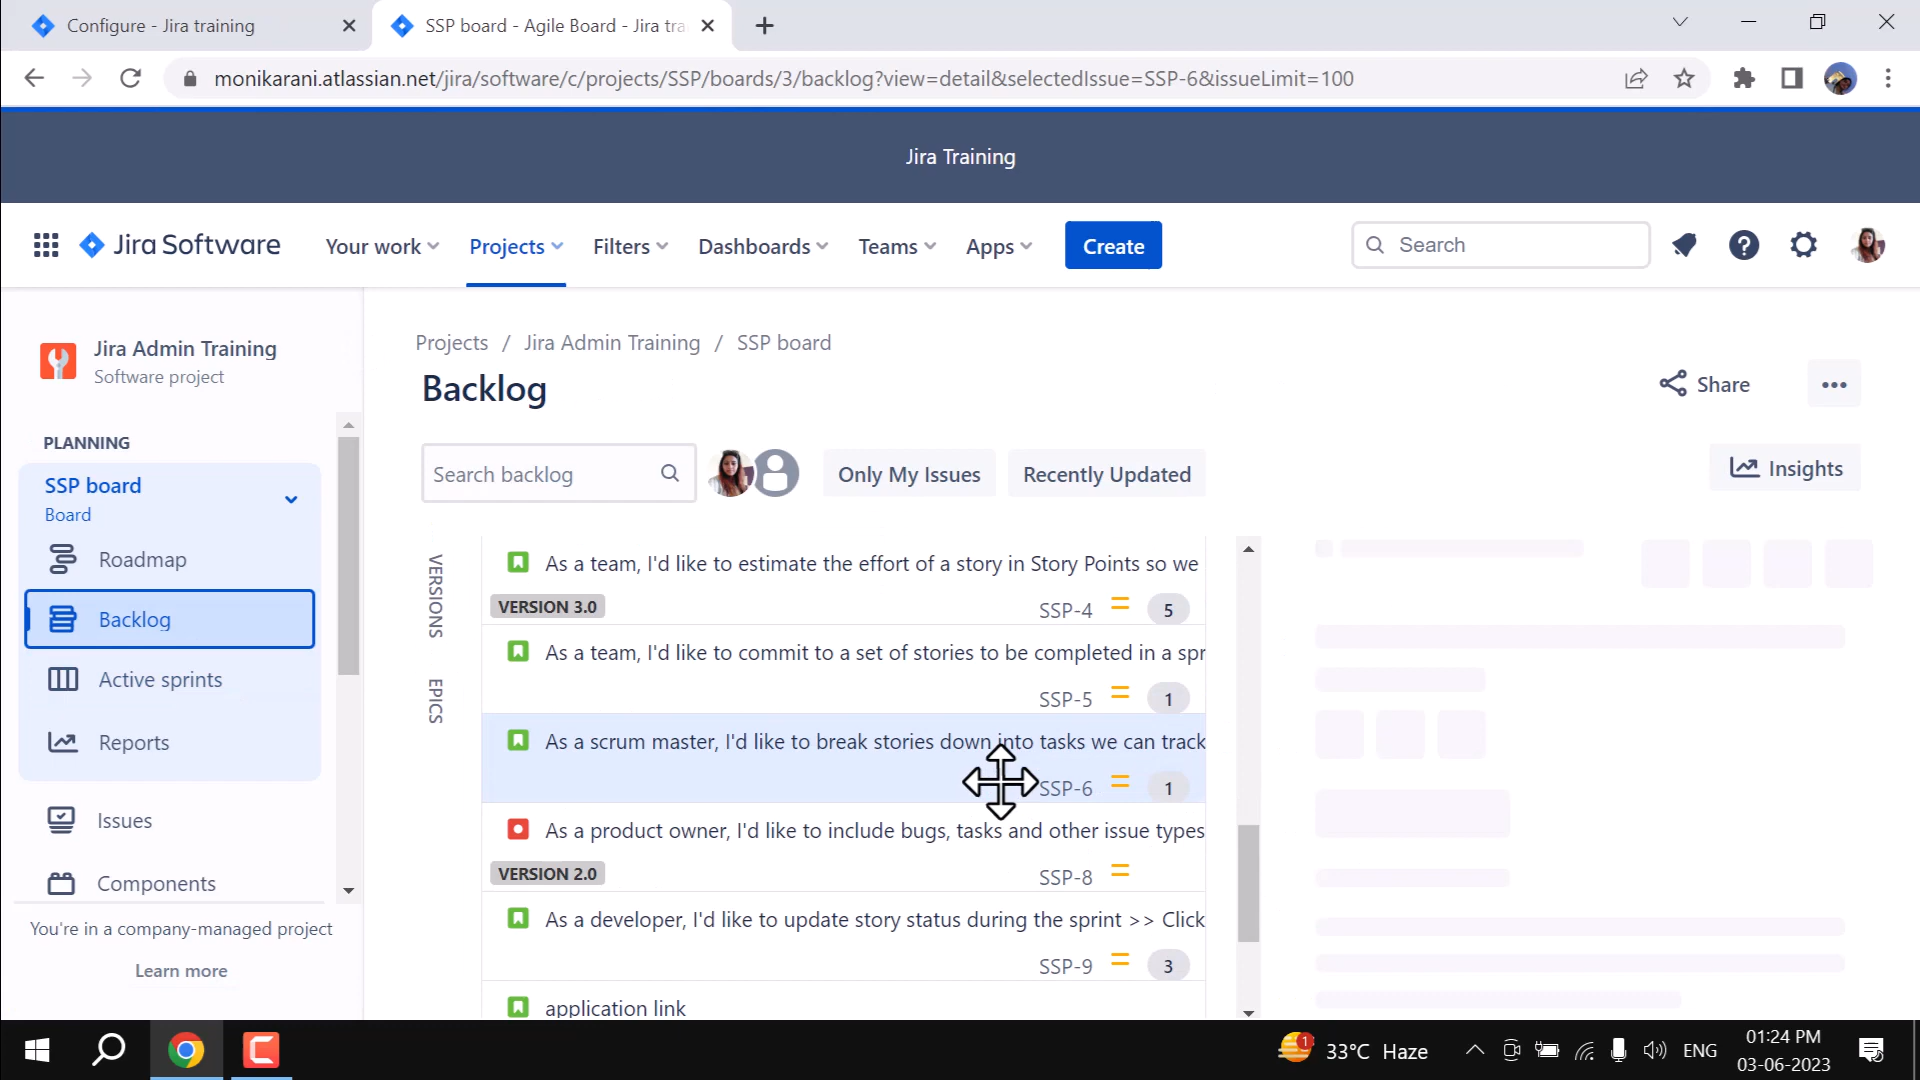 Configure - Jira training
SSP board - Agile Board - Jira tra
monikarani.atlassian.net/jira/software/c/projects/SSP/boards/3/backlog?view=detail&selectedIssue=SSP-6&issueLimit=100
Jira Training
Jira Software
Your work
Projects
Filters
Dashboards
Teams
Apps
Create
Search
Jira Admin Training
Software project
PLANNING
SSP board
Board
Roadmap
Backlog
Active sprints
Reports
Issues
Components
You're in a company-managed project
Learn more
Projects / Jira Admin Training / SSP board
Backlog
Share
Search backlog
Only My Issues
Recently Updated
Insights
VERSIONS
EPICS
As a team, I'd like to estimate the effort of a story in Story Points so we
VERSION 3.0
SSP-4
5
As a team, I'd like to commit to a set of stories to be completed in a spr
SSP-5
1
As a scrum master, I'd like to break stories down into tasks we can track
SSP-6
1
As a product owner, I'd like to include bugs, tasks and other issue types
VERSION 2.0
SSP-8
As a developer, I'd like to update story status during the sprint >> Click
SSP-9
3
application link
1
33°C Haze
ENG
01:24 PM
03-06-2023